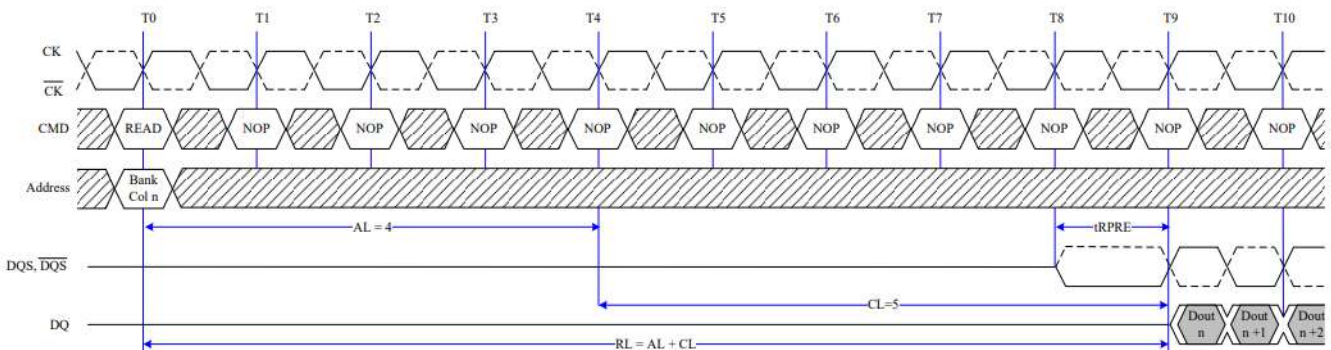 T0 T1 T2 T3 T4 T5 T6 T7 T8 T9 T10
CK
CK
CMD READ NOP NOP NOP NOP NOP NOP NOP NOP NOP NOP
Address Bank
Col n
AL = 4 tRPRE
DQS, DQS
CL=5
DQ Dout
n Dout
n +1 Dout
n +2
RL = AL + CL